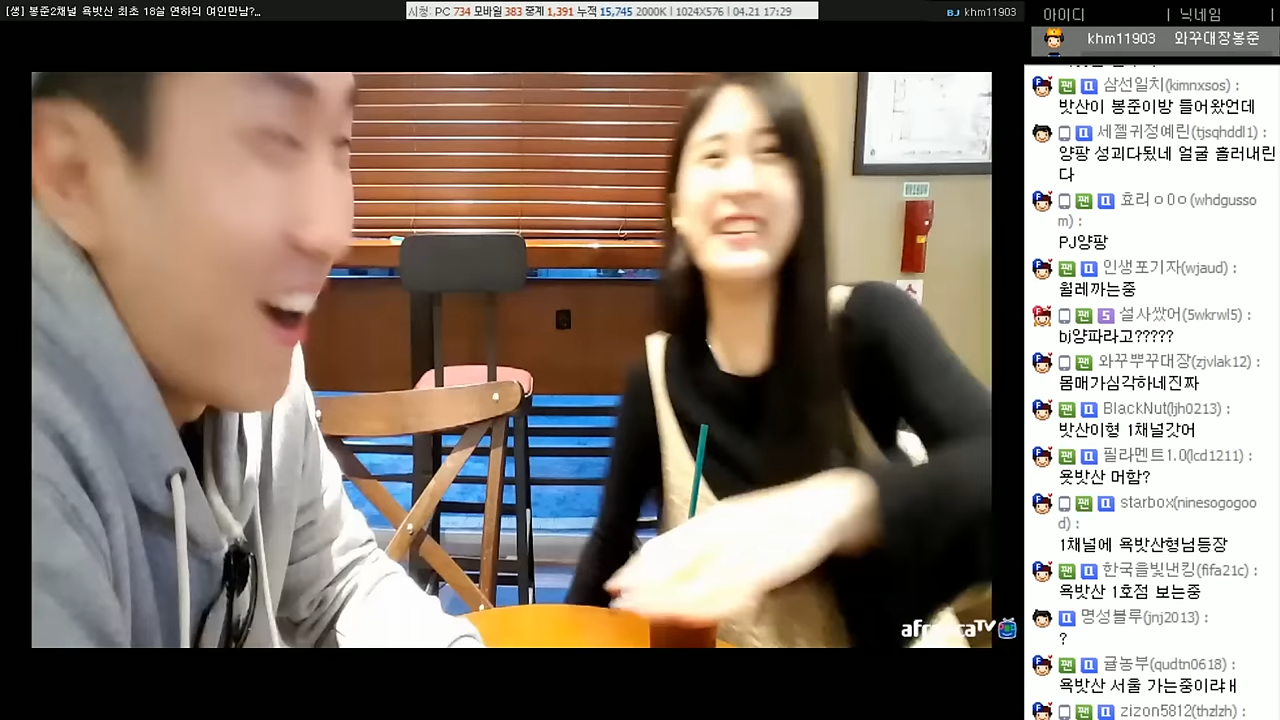 [생] 봉준2채널 욕밧산 최초 18살 연하의 여인만남?...
시청: PC 734 모바일 383 중계 1,391 누적 15,745 2000K | 1024X576 | 04.21 17:29
BJ khm11903
아이디 | 닉네임 |
khm11903 와꾸대장봉준
삼선일치(kimnxsos) :
밧산이 봉준이방 들어왔언데
세젤귀정예린(tjsqhddl1) :
양팡 성괴다됐네 얼굴 흘러내린
다
효리ㅇ0ㅇ(whdgusso
m) :
PJ양팡
인생포기자(wjaud) :
월레까는중
설사쌌어(5wkrwl5) :
bj양파라고?????
와꾸뿌꾸대장(zjvlak12) :
몸매가심각하네진짜
BlackNut(ljh0213) :
밧산이형 1채널갓어
필라멘트1.0(lcd1211) :
욧밧산 머함?
starbox(ninesogogoo
d) :
1채널에 욕밧산형님등장
한국을빛낸킹(fifa21c) :
욕밧산 1호점 보는중
명성블루(jnj2013) :
?
귤농부(qudtn0618) :
욕밧산 서울 가는중이랴ㅐ
zizon5812(thzlzh) :
afreecaTV